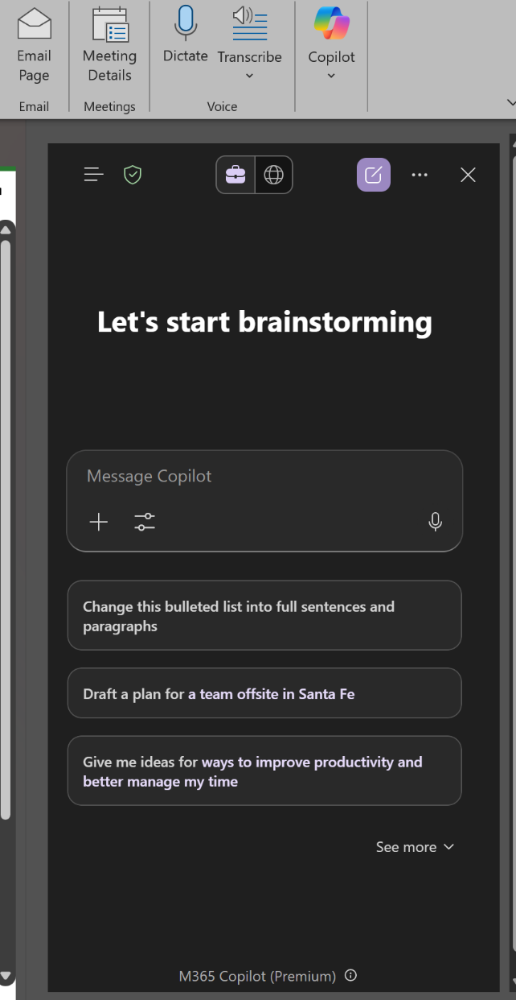 Email
Page
Meeting
Details
Dictate
Transcribe
Copilot
Email
Meetings
Voice
Let's start brainstorming
Message Copilot
Change this bulleted list into full sentences and
paragraphs
Draft a plan for a team offsite in Santa Fe
Give me ideas for ways to improve productivity and
better manage my time
See more
M365 Copilot (Premium)